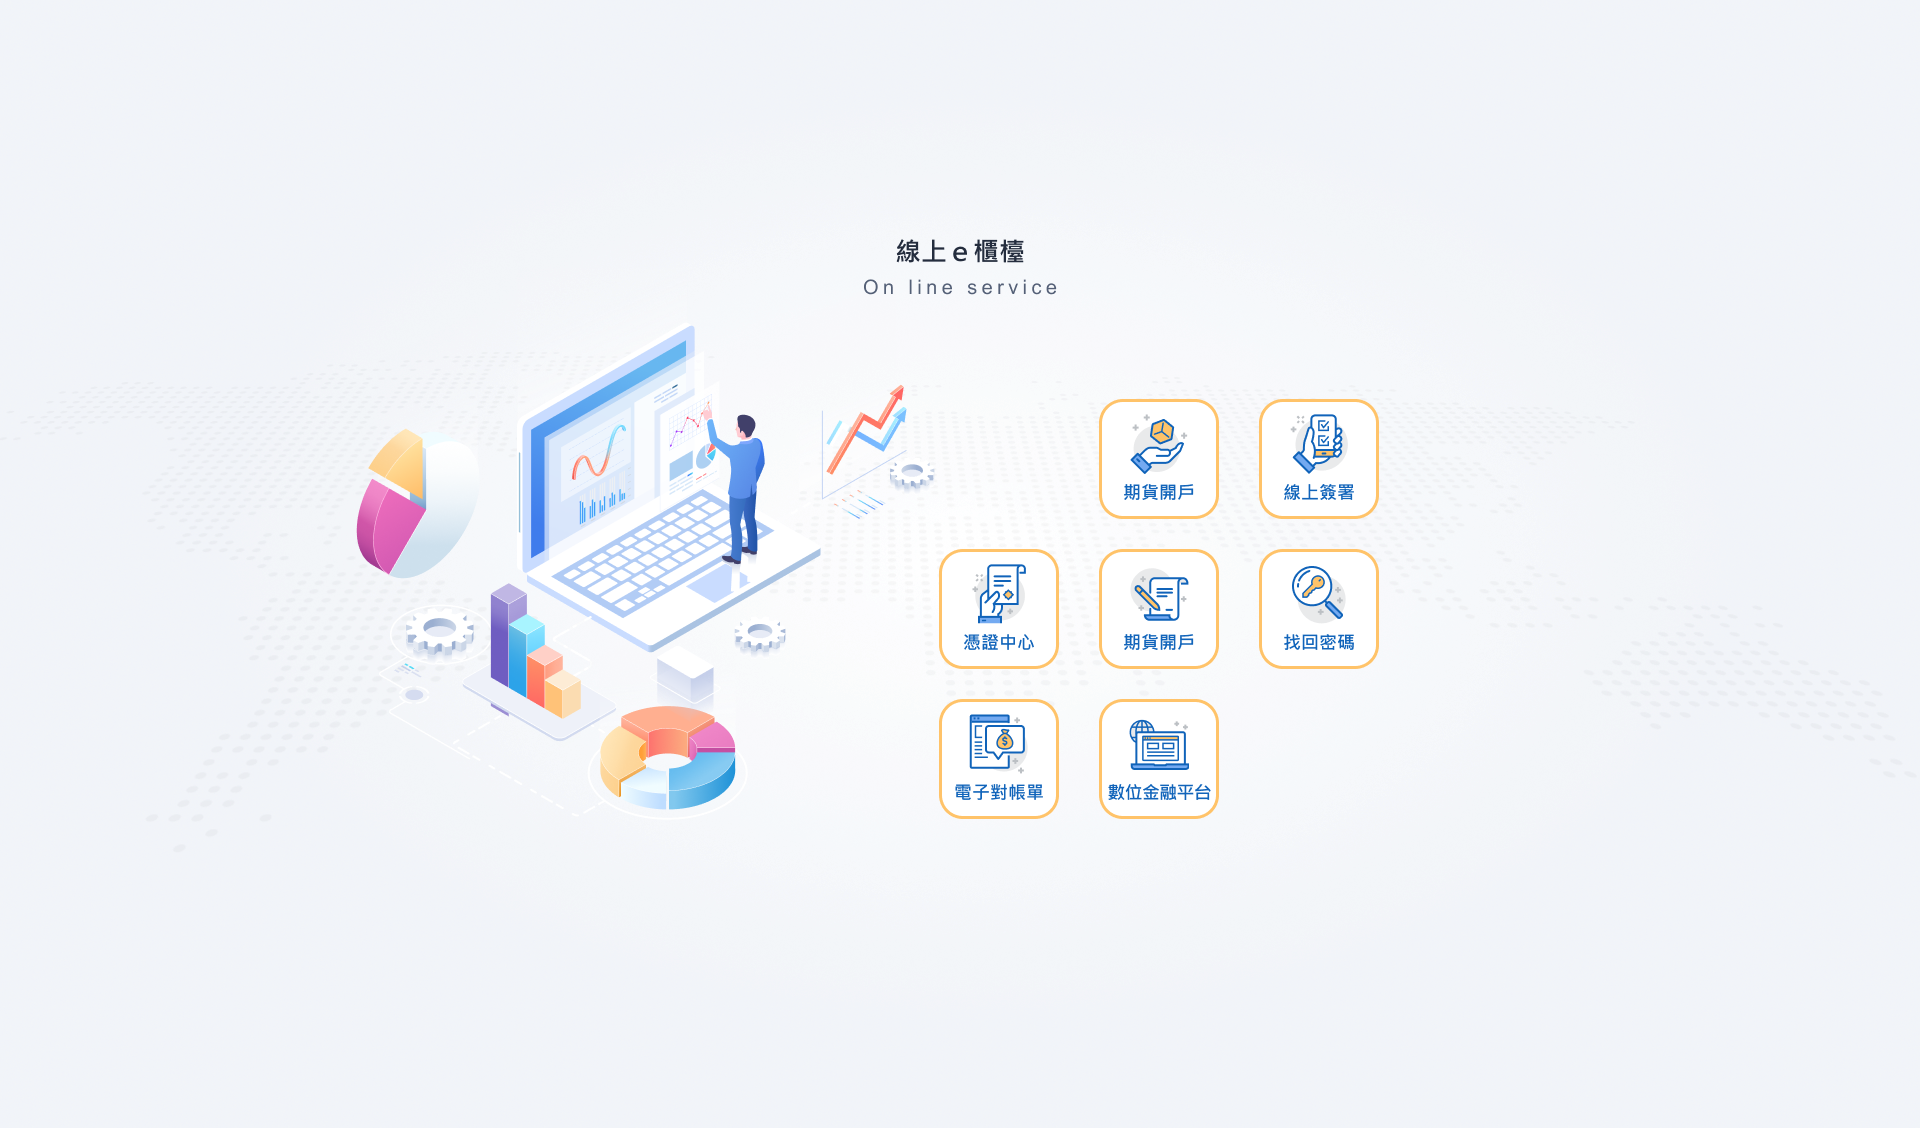 線上e櫃檯
On line service
期貨開戶
線上簽署
憑證中心
期貨開戶
找回密碼
電子對帳單
數位金融平台